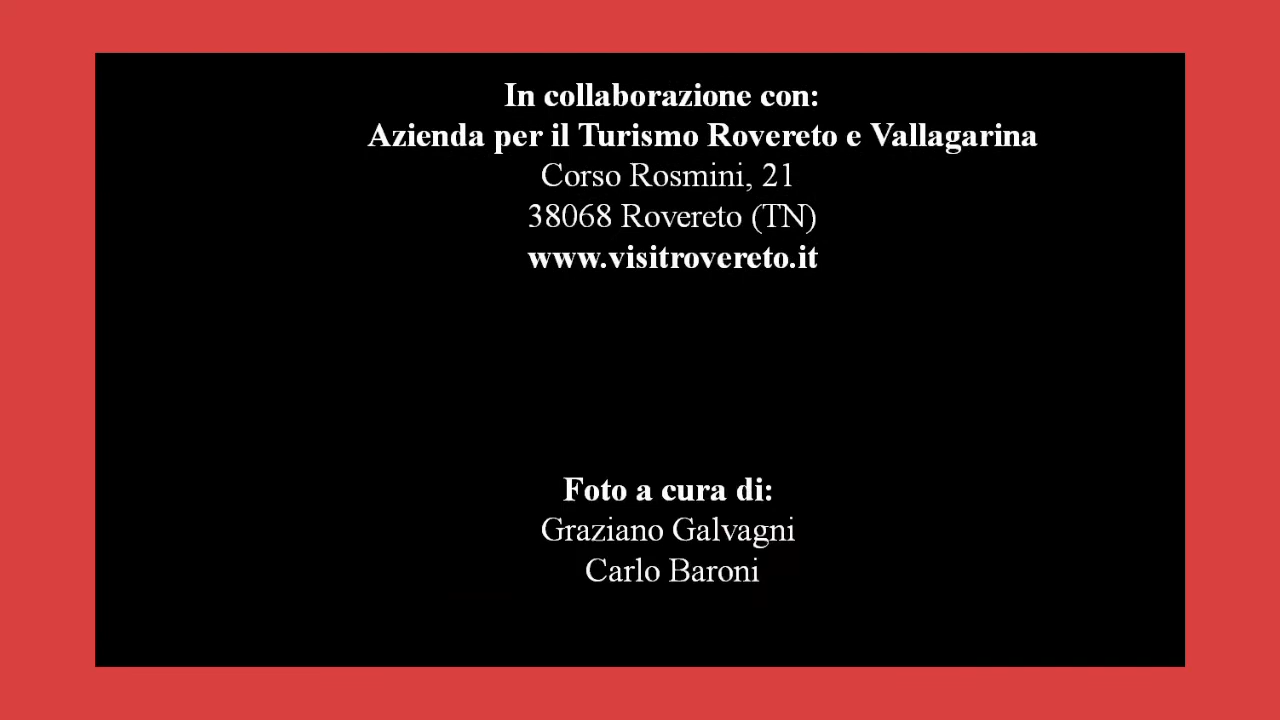 In collaborazione con:
Azienda per il Turismo Rovereto e Vallagarina
Corso Rosmini, 21
38068 Rovereto (TN)
www.visitrovereto.it
Foto a cura di:
Graziano Galvagni
Carlo Baroni